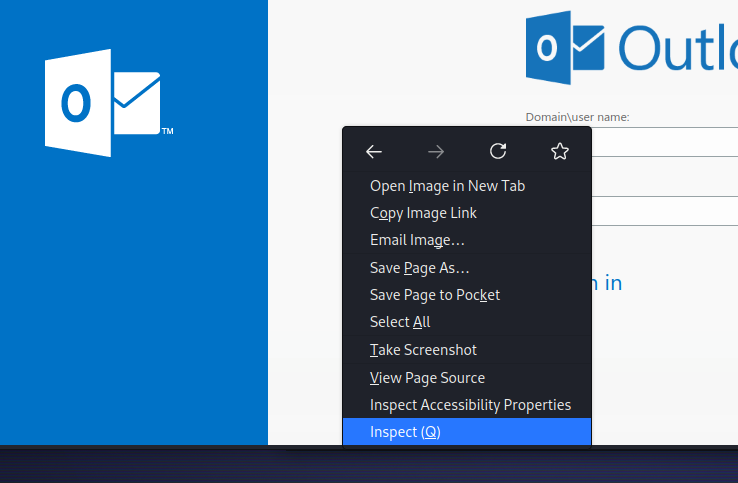 O
TM
O
Outlo
Domain\user name:
Open Image in New Tab
Copy Image Link
Email Image…
Save Page As…
Save Page to Pocket
Select All
Take Screenshot
View Page Source
Inspect Accessibility Properties
Inspect (Q)
n in